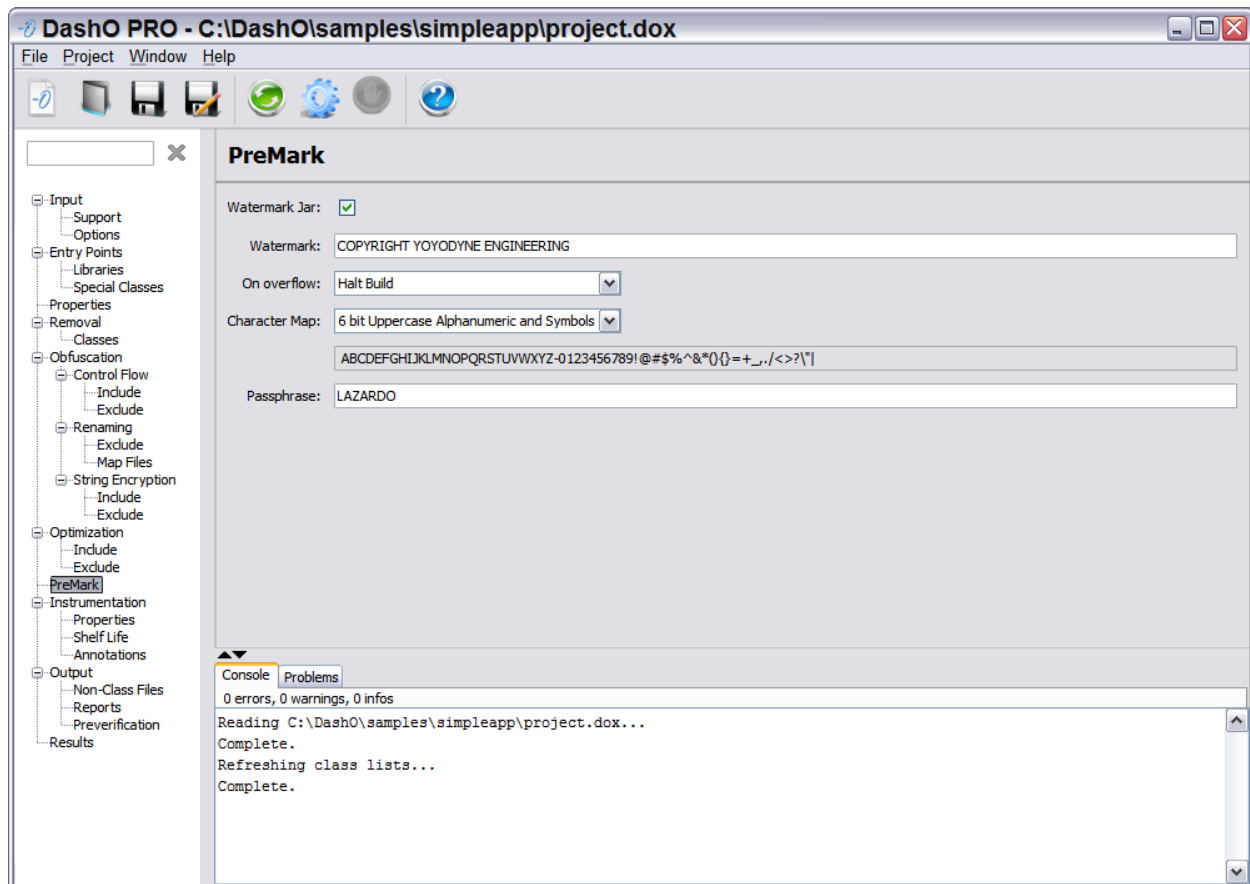 DashO PRO - C:\DashO\samples\simpleapp\project.dox
File Project Window Help
PreMark
Input
Support
Options
Entry Points
Libraries
Special Classes
Properties
Removal
Classes
Obfuscation
Control Flow
Include
Exclude
Renaming
Exclude
Map Files
String Encryption
Include
Exclude
Optimization
Include
Exclude
PreMark
Instrumentation
Properties
Shelf Life
Annotations
Output
Non-Class Files
Reports
Preverification
Results
Watermark Jar:
Watermark: COPYRIGHT YOYODYNE ENGINEERING
On overflow: Halt Build
Character Map: 6 bit Uppercase Alphanumeric and Symbols
ABCDEFGHIJKLMNOPQRSTUVWXYZ-0123456789!@#$%^&*(){}=+_,./<>?\"|
Passphrase: LAZARDO
Console Problems
0 errors, 0 warnings, 0 infos
Reading C:\DashO\samples\simpleapp\project.dox...
Complete.
Refreshing class lists...
Complete.